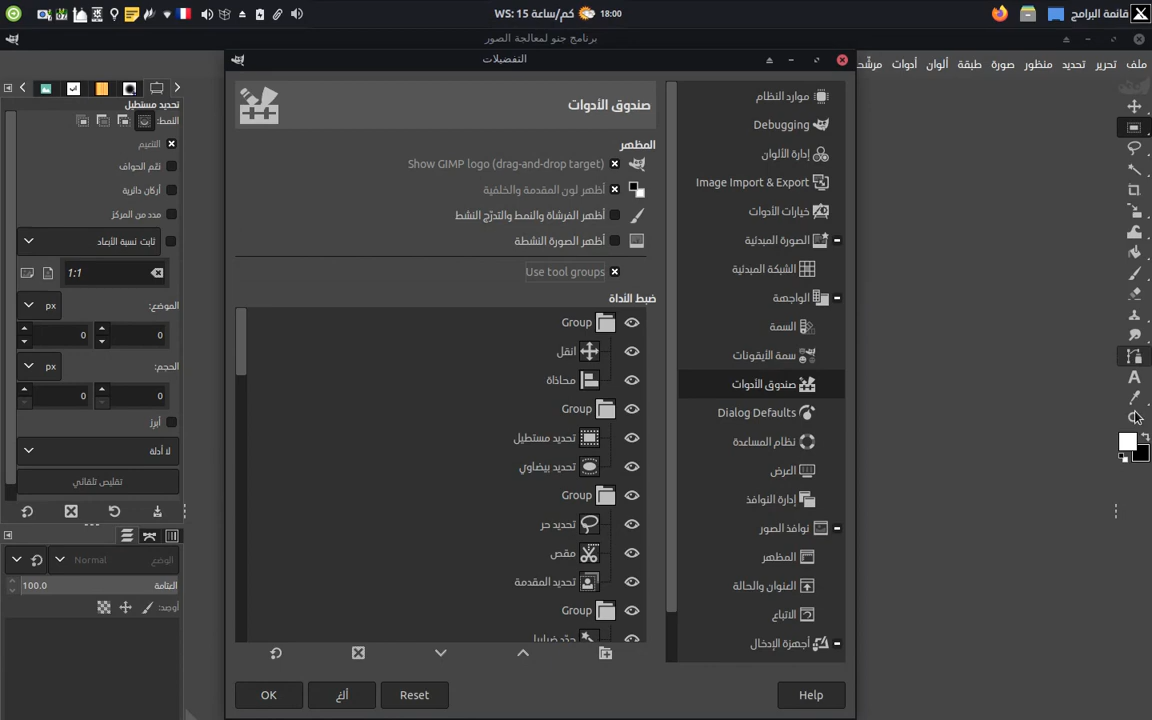 قائمة البرامج
WS: 15 كم/ساعة
18:00
برنامج جنو لمعالجة الصور
ملف
تحرير
تحديد
منظور
صورة
طبقة
ألوان
أدوات
مرشّح
التفضيلات
موارد النظام
Debugging
إدارة الألوان
Image Import & Export
خيارات الأدوات
الصورة المبدئية
الشبكة المبدئية
الواجهة
السمة
سمة الأيقونات
صندوق الأدوات
Dialog Defaults
نظام المساعدة
العرض
إدارة النوافذ
نوافذ الصور
المظهر
العنوان والحالة
الاتباع
أجهزة الإدخال
صندوق الأدوات
المظهر
Show GIMP logo (drag-and-drop target)
أظهر لون المقدمة والخلفية
أظهر الفرشاة والنمط والتدرّج النشط
أظهر الصورة النشطة
Use tool groups
ضبط الأداة
Group
انقل
محاذاة
Group
تحديد مستطيل
تحديد بيضاوي
Group
تحديد حر
مقص
تحديد المقدمة
Group
OK
ألغ
Reset
Help
تحديد مستطيل
النمط:
التنعيم
نعّم الحواف
أركان دائرية
مدد من المركز
ثابت نسبة الأبعاد
1:1
الموضع:
px
0
0
الحجم:
px
0
0
أبرز
لا أدلة
تقليص تلقائي
الوضع
Normal
العتامة
100.0
أوصد: